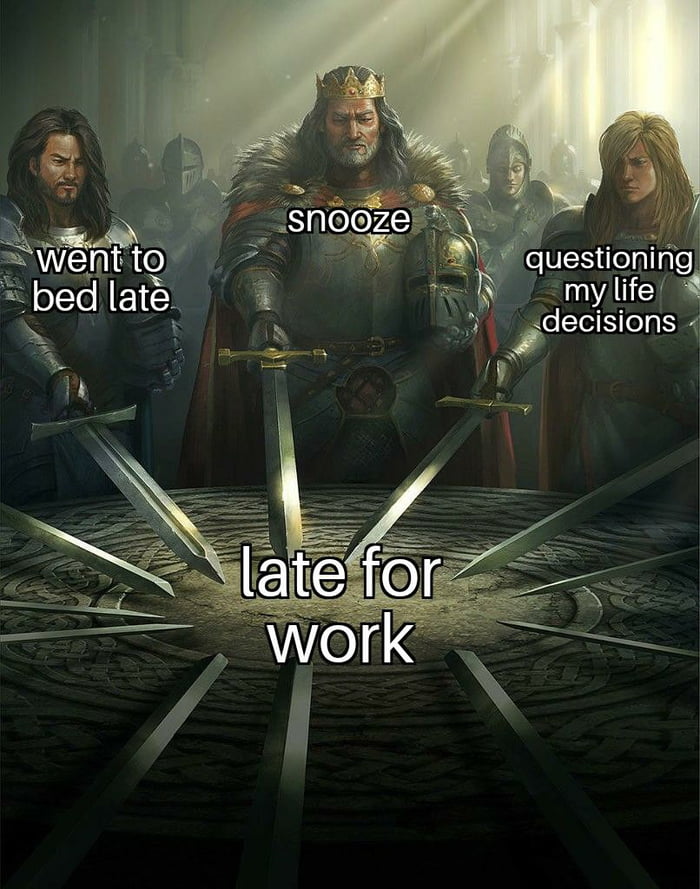 snooze
went to
bed late
questioning
my life
decisions
late for
work